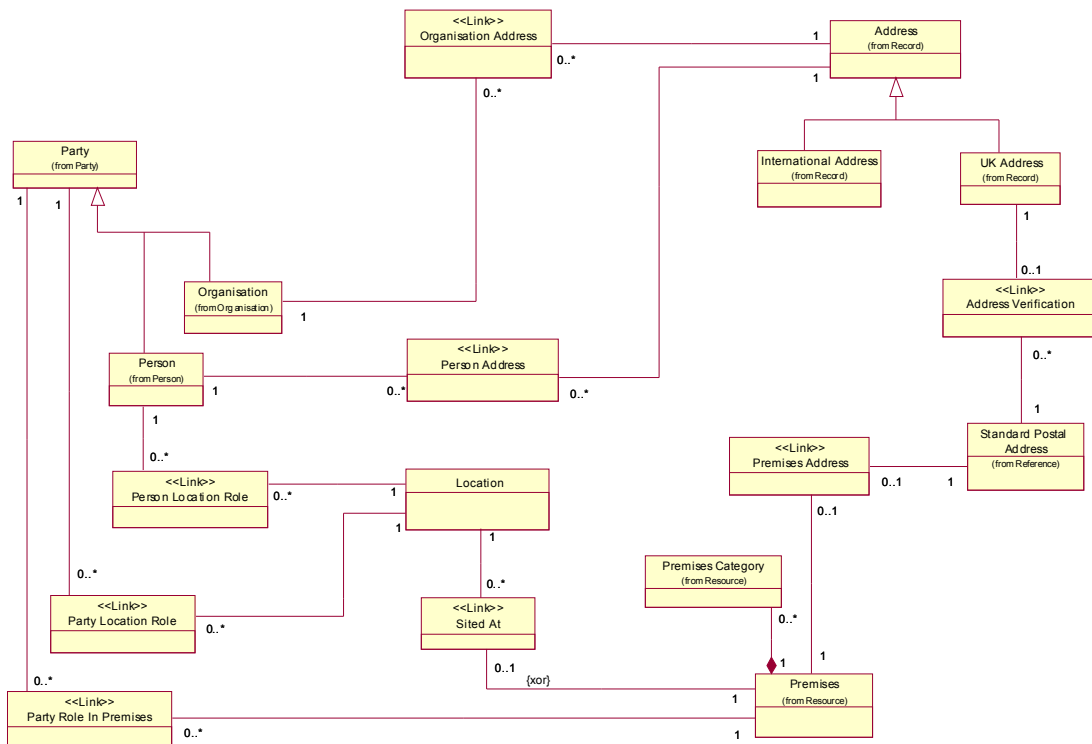 <<Link>>
Organisation Address
1
0..*
0..*
Address
(from Record)
1
Party
(from Party)
International Address
(from Record)
UK Address
(from Record)
1
1
1
0..1
Organisation
(from Organisation)
1
<<Link>>
Address Verification
0..*
Person
(from Person)
1
<<Link>>
Person Address
0..*
0..*
1
1
Standard Postal
Address
(from Reference)
0..*
<<Link>>
Premises Address
0..1
1
<<Link>>
Person Location Role
0..*
Location
1
1
1
0..1
0..*
0..*
Premises Category
(from Resource)
0..*
<<Link>>
Party Location Role
0..*
<<Link>>
Sited At
0..1
{xor}
1
1
1
Premises
(from Resource)
0..*
<<Link>>
Party Role In Premises
0..*
1